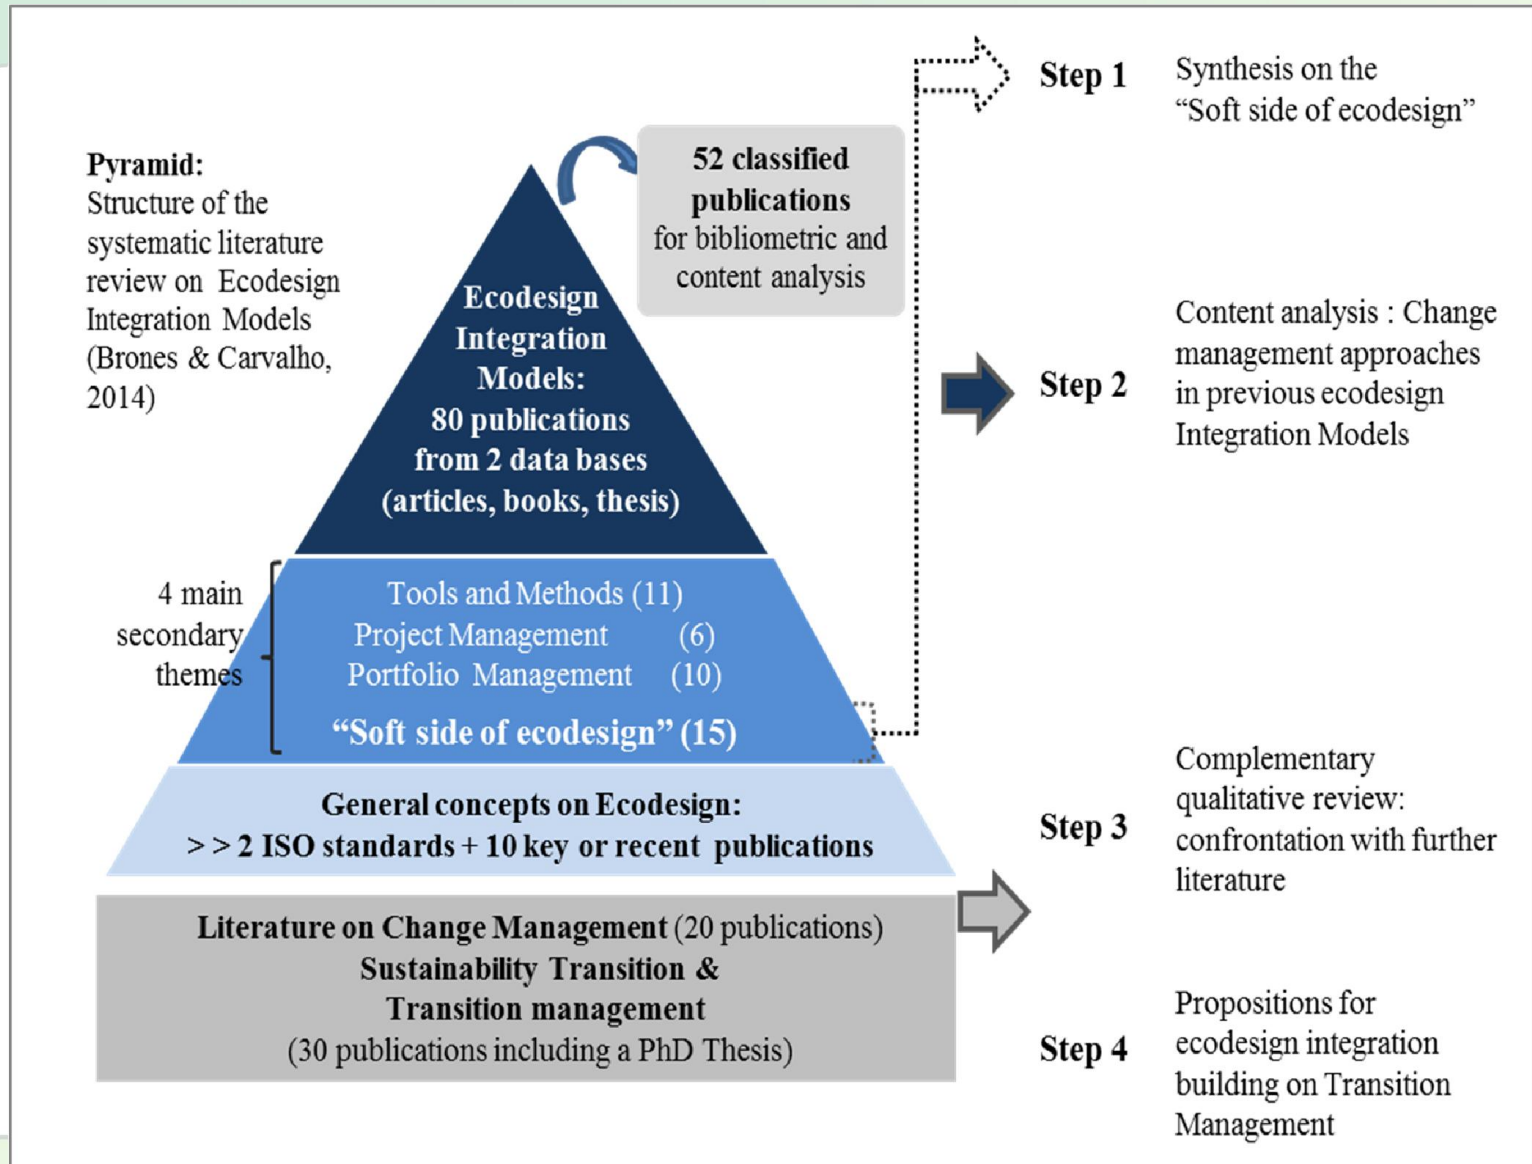 Pyramid:
Structure of the
systematic literature
review on Ecodesign
Integration Models
(Brones & Carvalho,
2014)
52 classified
publications
for bibliometric and
content analysis
Ecodesign
Integration
Models:
80 publications
from 2 data bases
(articles, books, thesis)
4 main
secondary
themes
Tools and Methods (11)
Project Management (6)
Portfolio Management (10)
“Soft side of ecodesign” (15)
General concepts on Ecodesign:
>> 2 ISO standards + 10 key or recent publications
Literature on Change Management (20 publications)
Sustainability Transition &
Transition management
(30 publications including a PhD Thesis)
Step 1
Synthesis on the
“Soft side of ecodesign”
Step 2
Content analysis : Change
management approaches
in previous ecodesign
Integration Models
Step 3
Complementary
qualitative review:
confrontation with further
literature
Step 4
Propositions for
ecodesign integration
building on Transition
Management